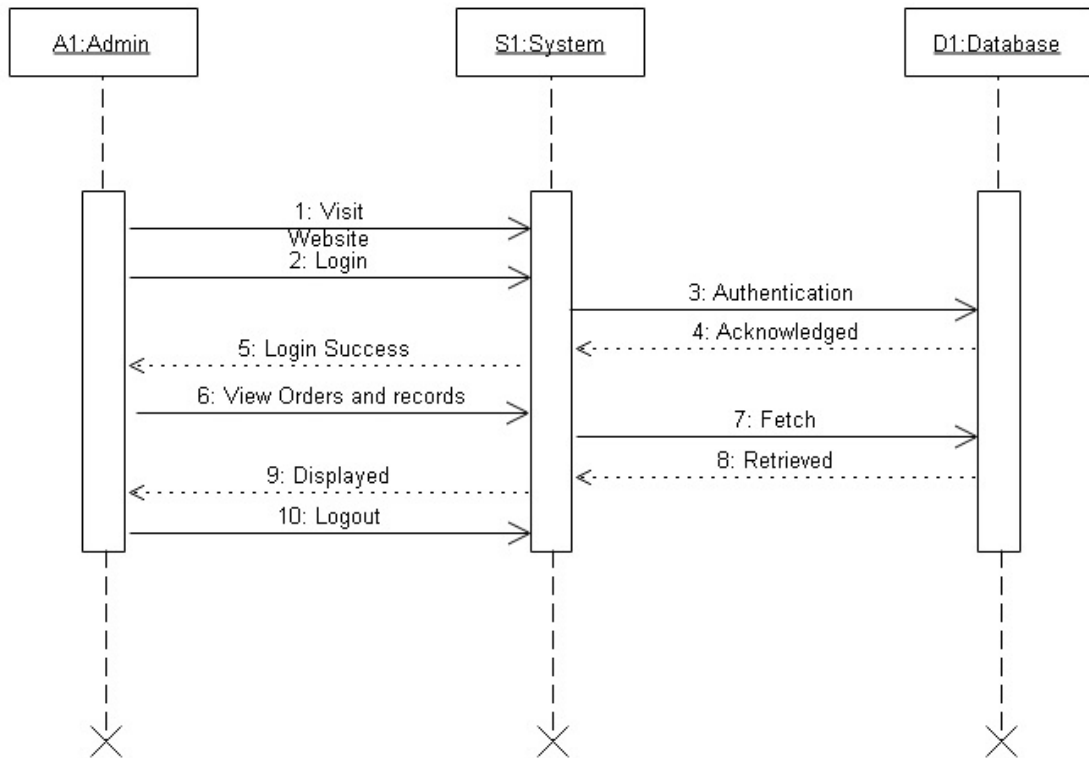 A1:Admin
S1:System
D1:Database
1: Visit
Website
2: Login
3: Authentication
4: Acknowledged
5: Login Success
6: View Orders and records
7: Fetch
8: Retrieved
9: Displayed
10: Logout